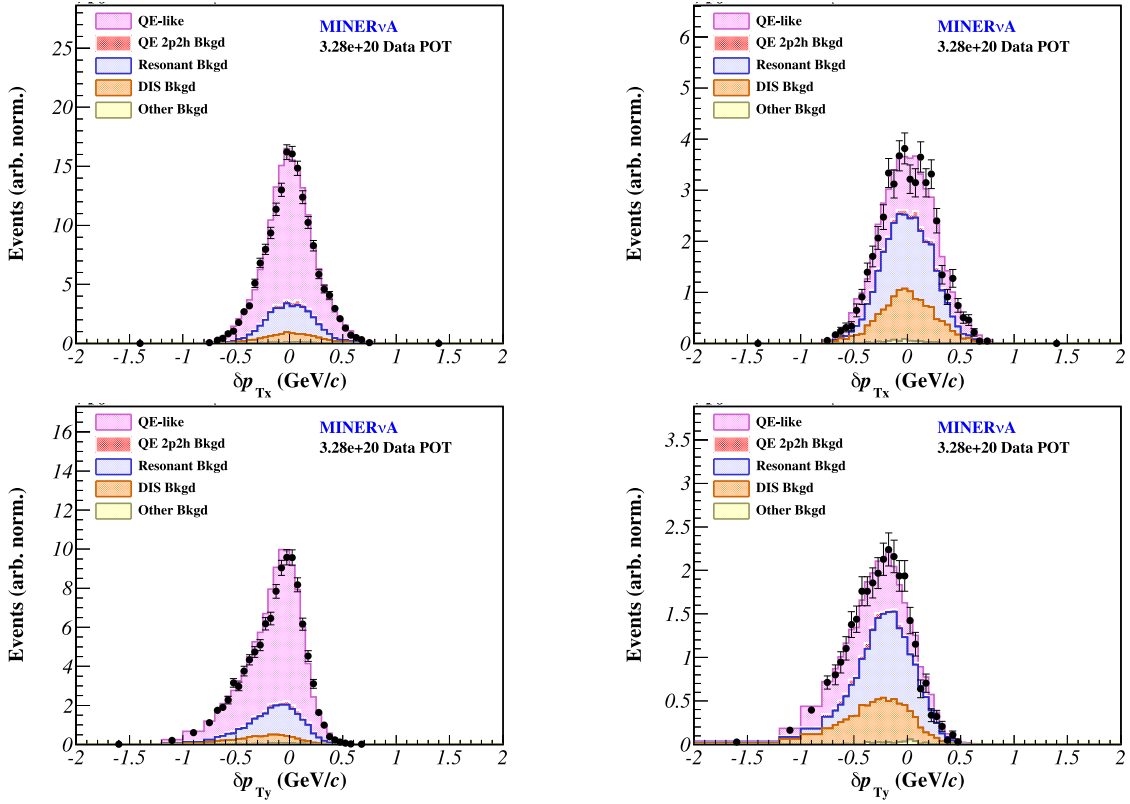 QE-like
QE 2p2h Bkgd
Resonant Bkgd
DIS Bkgd
Other Bkgd
MINERνA
3.28e+20 Data POT
Events (arb. norm.)
25
20
15
10
5
0
-2 -1.5 -1 -0.5 0 0.5 1 1.5 2
δpTx (GeV/c)
QE-like
QE 2p2h Bkgd
Resonant Bkgd
DIS Bkgd
Other Bkgd
MINERνA
3.28e+20 Data POT
Events (arb. norm.)
6
5
4
3
2
1
0
-2 -1.5 -1 -0.5 0 0.5 1 1.5 2
δpTx (GeV/c)
QE-like
QE 2p2h Bkgd
Resonant Bkgd
DIS Bkgd
Other Bkgd
MINERνA
3.28e+20 Data POT
Events (arb. norm.)
16
14
12
10
8
6
4
2
0
-2 -1.5 -1 -0.5 0 0.5 1 1.5 2
δpTy (GeV/c)
QE-like
QE 2p2h Bkgd
Resonant Bkgd
DIS Bkgd
Other Bkgd
MINERνA
3.28e+20 Data POT
Events (arb. norm.)
3.5
3
2.5
2
1.5
1
0.5
0
-2 -1.5 -1 -0.5 0 0.5 1 1.5 2
δpTy (GeV/c)